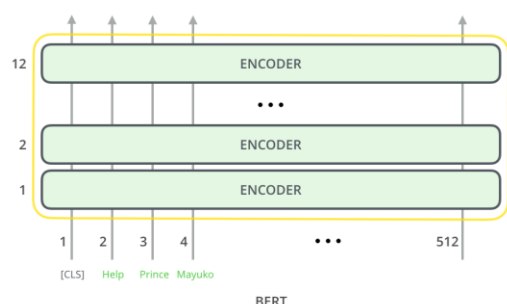 12 ENCODER
...
2 ENCODER
1 ENCODER
1 2 3 4 ... 512
[CLS] Help Prince Mayuko
BERT